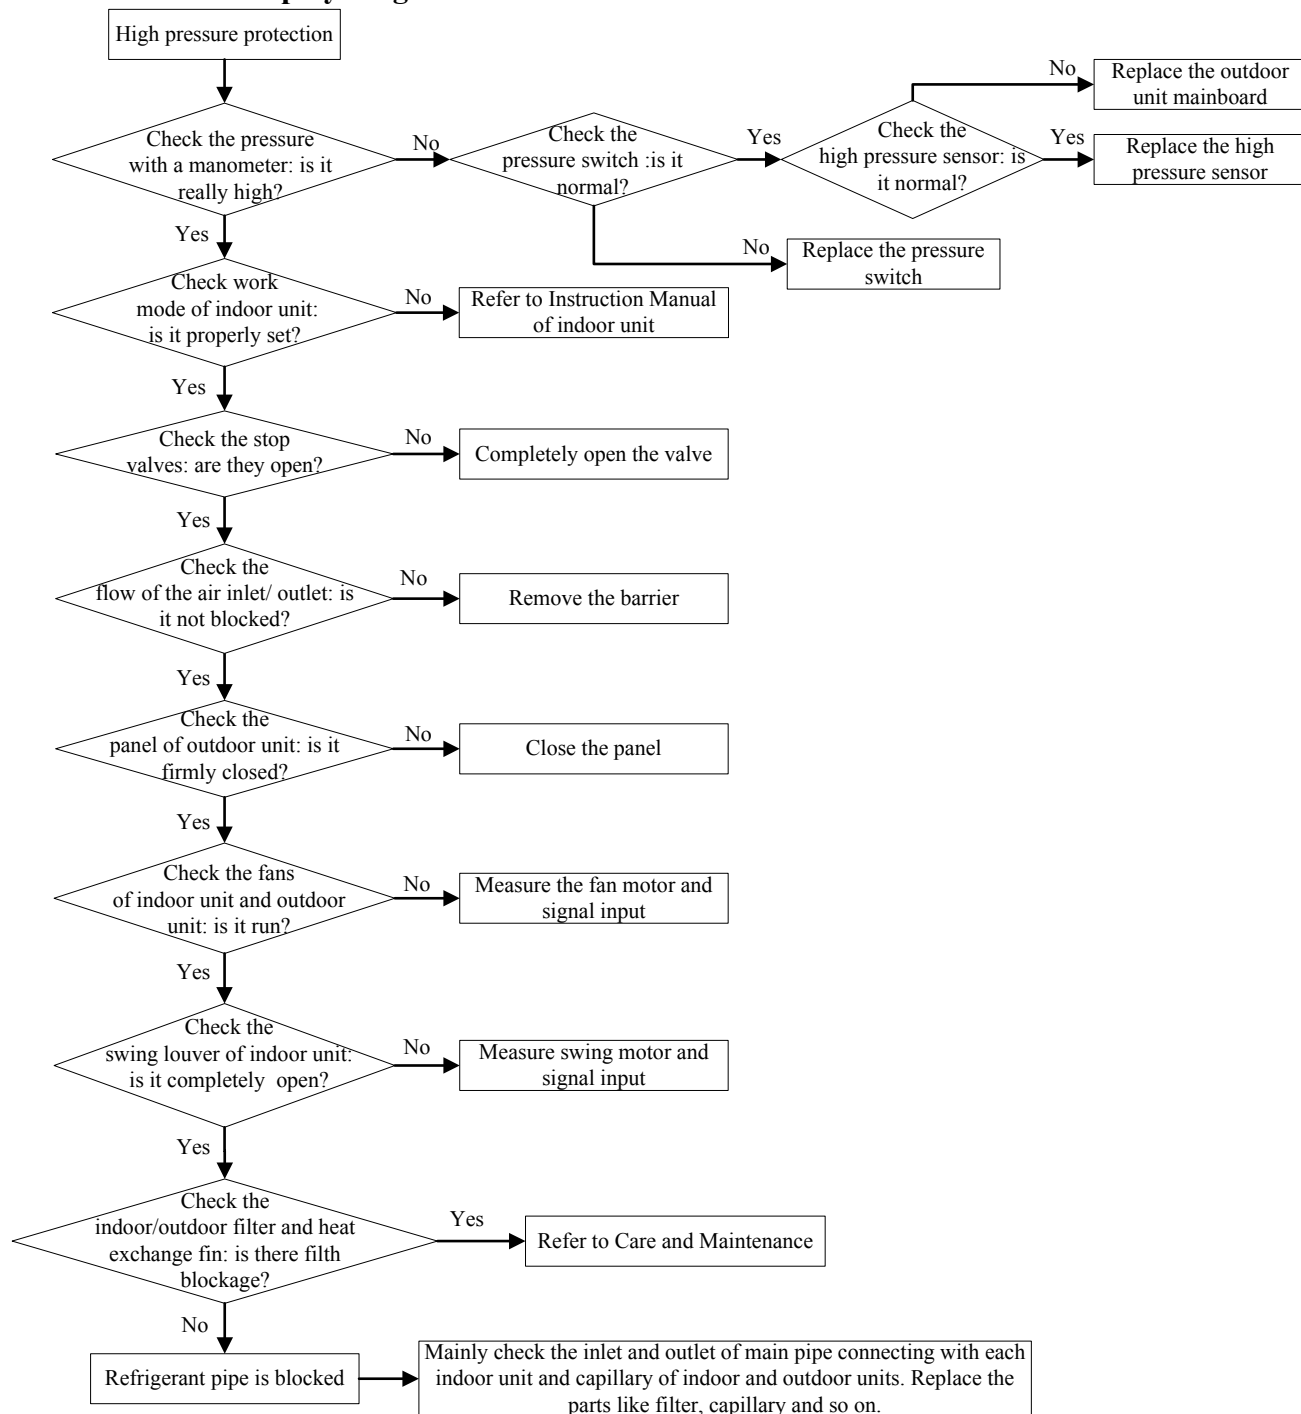 High pressure protection
Check the pressure
with a manometer: is it
really high?
No
Check the
pressure switch :is it
normal?
Yes
Check the
high pressure sensor: is
it normal?
No
Replace the outdoor
unit mainboard
Yes
Replace the high
pressure sensor
No
Replace the pressure
switch
Yes
Check work
mode of indoor unit:
is it properly set?
No
Refer to Instruction Manual
of indoor unit
Yes
Check the stop
valves: are they open?
No
Completely open the valve
Yes
Check the
flow of the air inlet/ outlet: is
it not blocked?
No
Remove the barrier
Yes
Check the
panel of outdoor unit: is it
firmly closed?
No
Close the panel
Yes
Check the fans
of indoor unit and outdoor
unit: is it run?
No
Measure the fan motor and
signal input
Yes
Check the
swing louver of indoor unit:
is it completely open?
No
Measure swing motor and
signal input
Yes
Check the
indoor/outdoor filter and heat
exchange fin: is there filth
blockage?
Yes
Refer to Care and Maintenance
No
Refrigerant pipe is blocked
Mainly check the inlet and outlet of main pipe connecting with each
indoor unit and capillary of indoor and outdoor units. Replace the
parts like filter, capillary and so on.